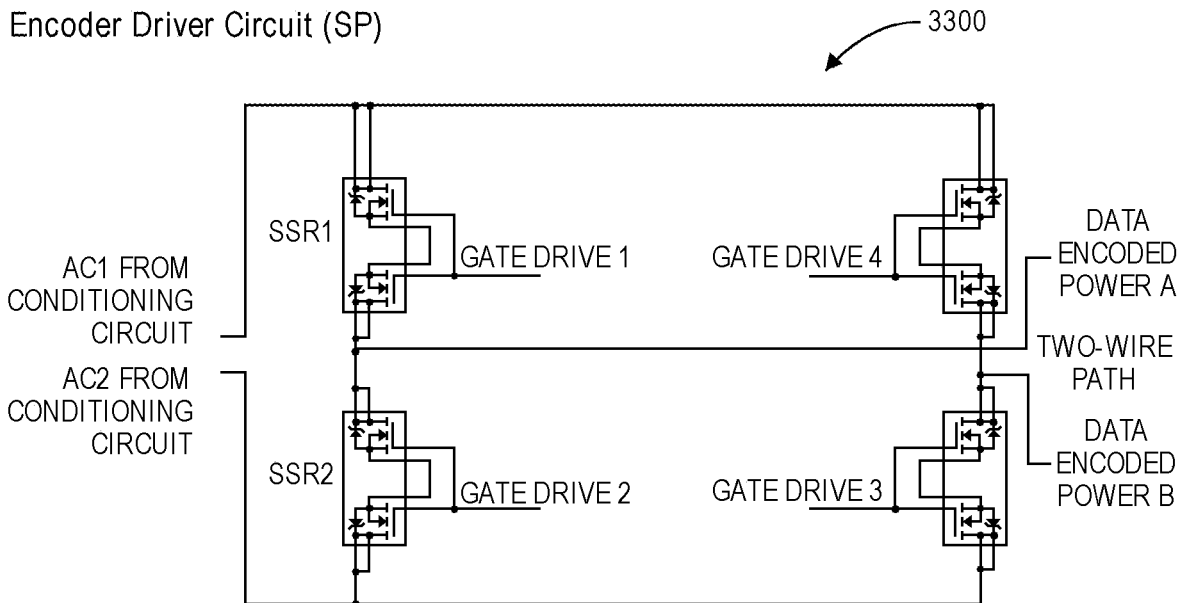 Encoder Driver Circuit (SP)
3300
SSR1
GATE DRIVE 1
GATE DRIVE 4
DATA
ENCODED
POWER A
AC1 FROM
CONDITIONING
CIRCUIT
TWO-WIRE
PATH
AC2 FROM
CONDITIONING
CIRCUIT
SSR2
GATE DRIVE 2
GATE DRIVE 3
DATA
ENCODED
POWER B